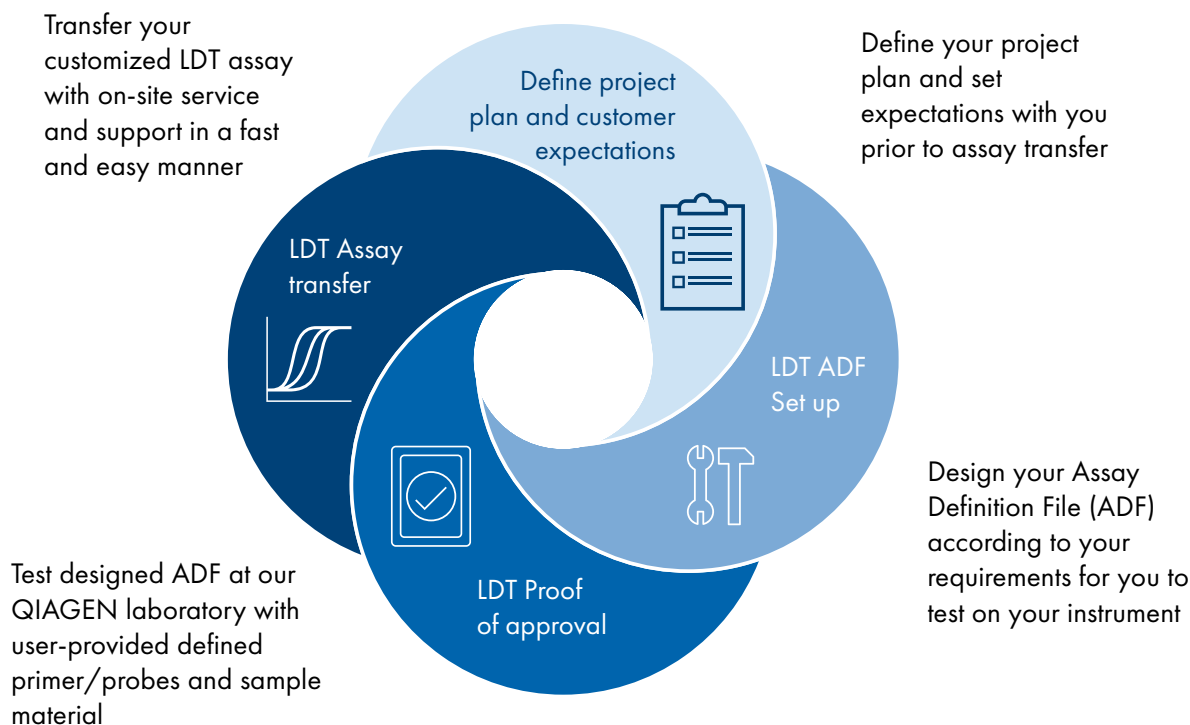 Transfer your
customized LDT assay
with on-site service
and support in a fast
and easy manner
Define project
plan and customer
expectations
Define your project
plan and set
expectations with you
prior to assay transfer
LDT Assay
transfer
LDT ADF
Set up
Design your Assay
Definition File (ADF)
according to your
requirements for you to
test on your instrument
LDT Proof
of approval
Test designed ADF at our
QIAGEN laboratory with
user-provided defined
primer/probes and sample
material